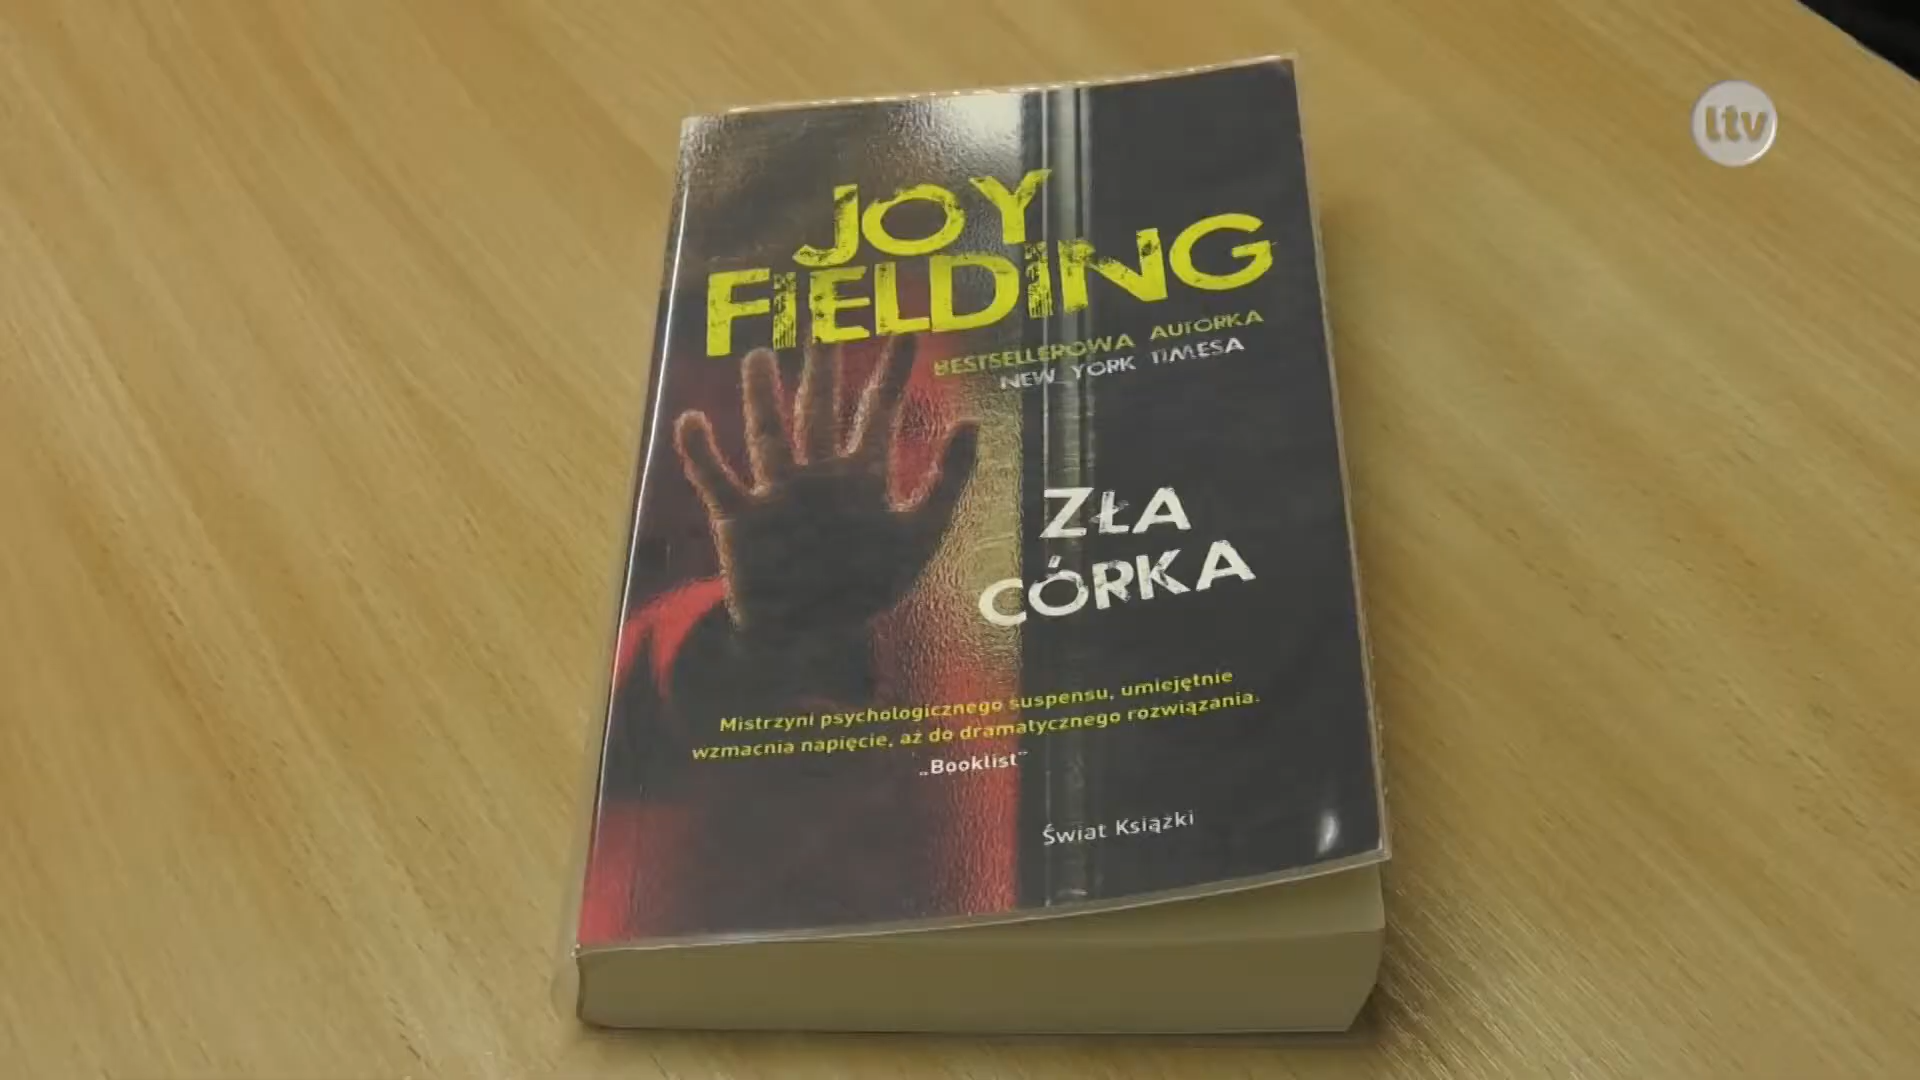 ltv
JOY
FIELDING
BESTSELLEROWA AUTORKA
NEW YORK TIMESA
ZŁA
CÓRKA
Mistrzyni psychologicznego suspensu, umiejętnie
wzmacnia napięcie, aż do dramatycznego rozwiązania.
„Booklist”
Świat Książki